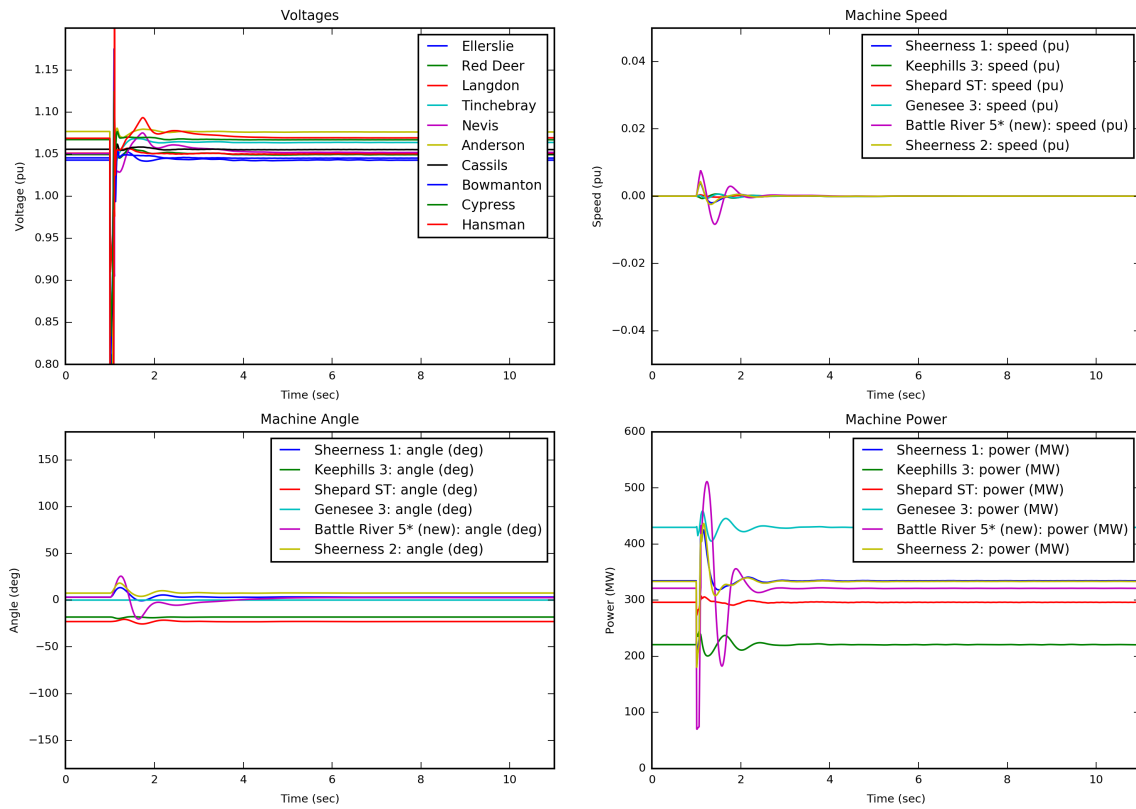 Voltages
Voltage (pu)
1.15
1.10
1.05
1.00
0.95
0.90
0.85
0.80
0 2 4 6 8 10
Time (sec)
Ellerslie
Red Deer
Langdon
Tinchebray
Nevis
Anderson
Cassils
Bowmanton
Cypress
Hansman
Machine Speed
Speed (pu)
0.04
0.02
0.00
−0.02
−0.04
0 2 4 6 8 10
Time (sec)
Sheerness 1: speed (pu)
Keephills 3: speed (pu)
Shepard ST: speed (pu)
Genesee 3: speed (pu)
Battle River 5* (new): speed (pu)
Sheerness 2: speed (pu)
Machine Angle
Angle (deg)
150
100
50
0
−50
−100
−150
0 2 4 6 8 10
Time (sec)
Sheerness 1: angle (deg)
Keephills 3: angle (deg)
Shepard ST: angle (deg)
Genesee 3: angle (deg)
Battle River 5* (new): angle (deg)
Sheerness 2: angle (deg)
Machine Power
Power (MW)
600
500
400
300
200
100
0
0 2 4 6 8 10
Time (sec)
Sheerness 1: power (MW)
Keephills 3: power (MW)
Shepard ST: power (MW)
Genesee 3: power (MW)
Battle River 5* (new): power (MW)
Sheerness 2: power (MW)